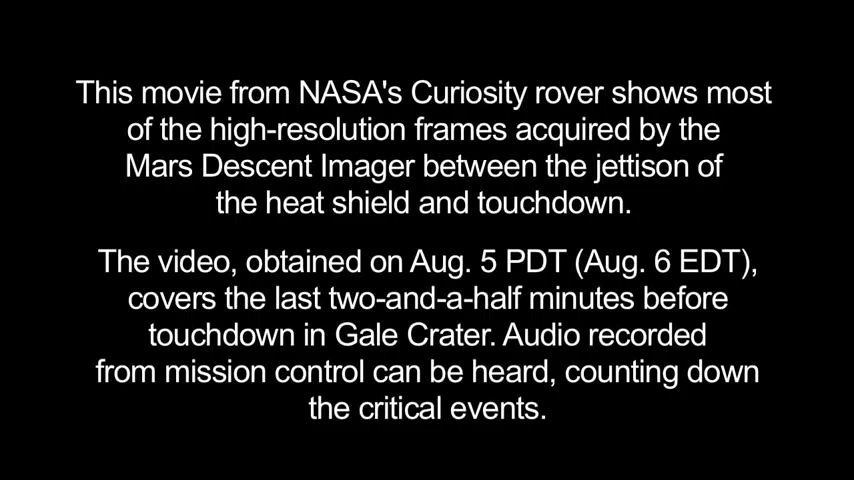 This movie from NASA's Curiosity rover shows most
of the high-resolution frames acquired by the
Mars Descent Imager between the jettison of
the heat shield and touchdown.
The video, obtained on Aug. 5 PDT (Aug. 6 EDT),
covers the last two-and-a-half minutes before
touchdown in Gale Crater. Audio recorded
from mission control can be heard, counting down
the critical events.